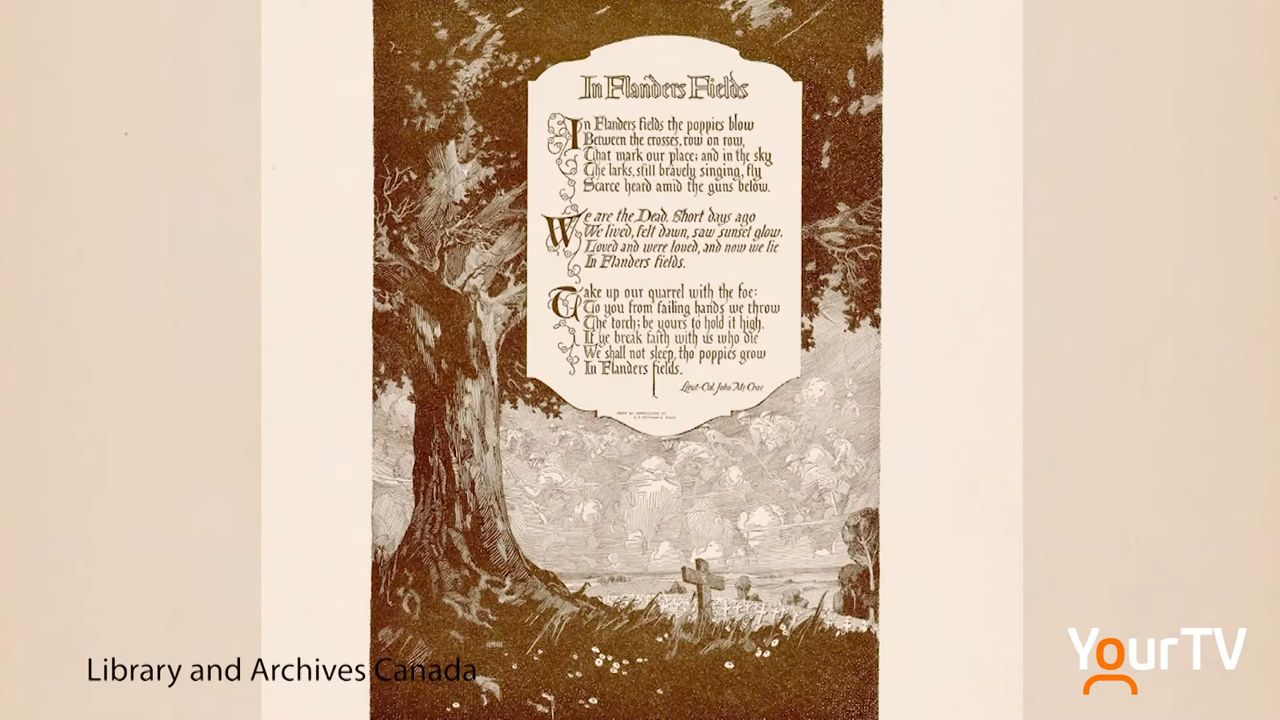 In Flanders Fields
In Flanders fields the poppies blow
Between the crosses, row on row,
That mark our place; and in the sky
The larks, still bravely singing, fly
Scarce heard amid the guns below.
We are the Dead. Short days ago
We lived, felt dawn, saw sunset glow.
Loved and were loved, and now we lie
In Flanders fields.
Take up our quarrel with the foe:
To you from failing hands we throw
The torch; be yours to hold it high.
If ye break faith with us who die
We shall not sleep, tho poppies grow
In Flanders fields.
Lieut-Col. John McCrae
Library and Archives Canada
YourTV